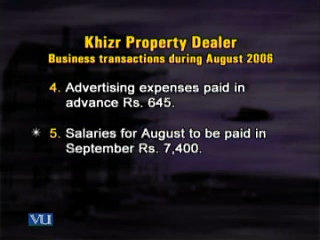 Khizr Property Dealer
Business transactions during August 2006
4. Advertising expenses paid in
advance Rs. 645.
* 5. Salaries for August to be paid in
September Rs. 7,400.
VU